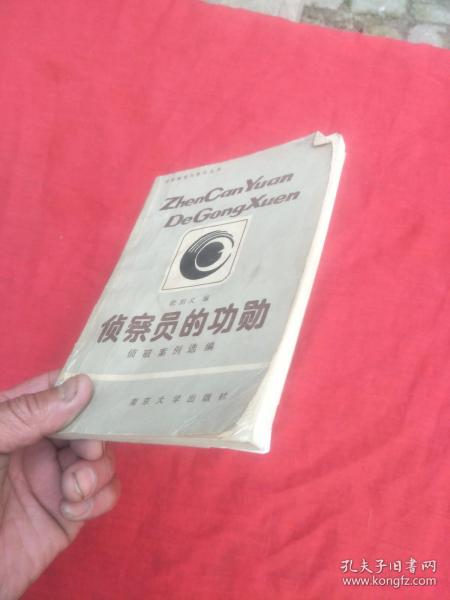 ZhenCanYuan
DeGongXuen
侦察员的功勋
侦破案例选编
南京大学出版社
孔夫子旧书网
www.kongfz.com